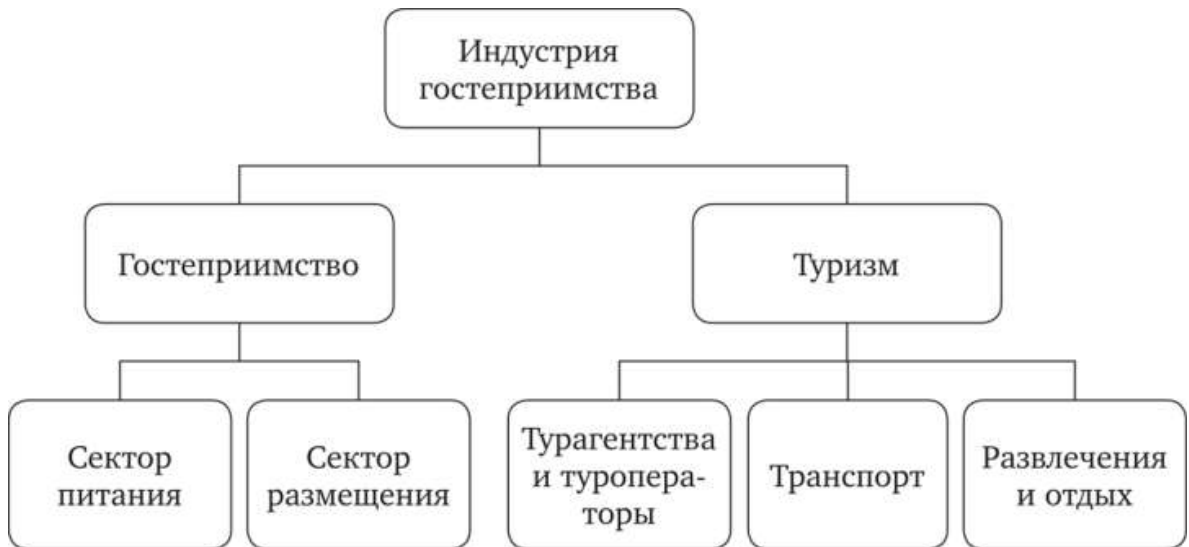 Индустрия
гостеприимства
Гостеприимство
Туризм
Сектор
питания
Сектор
размещения
Турагентства
и туропера-
торы
Транспорт
Развлечения
и отдых